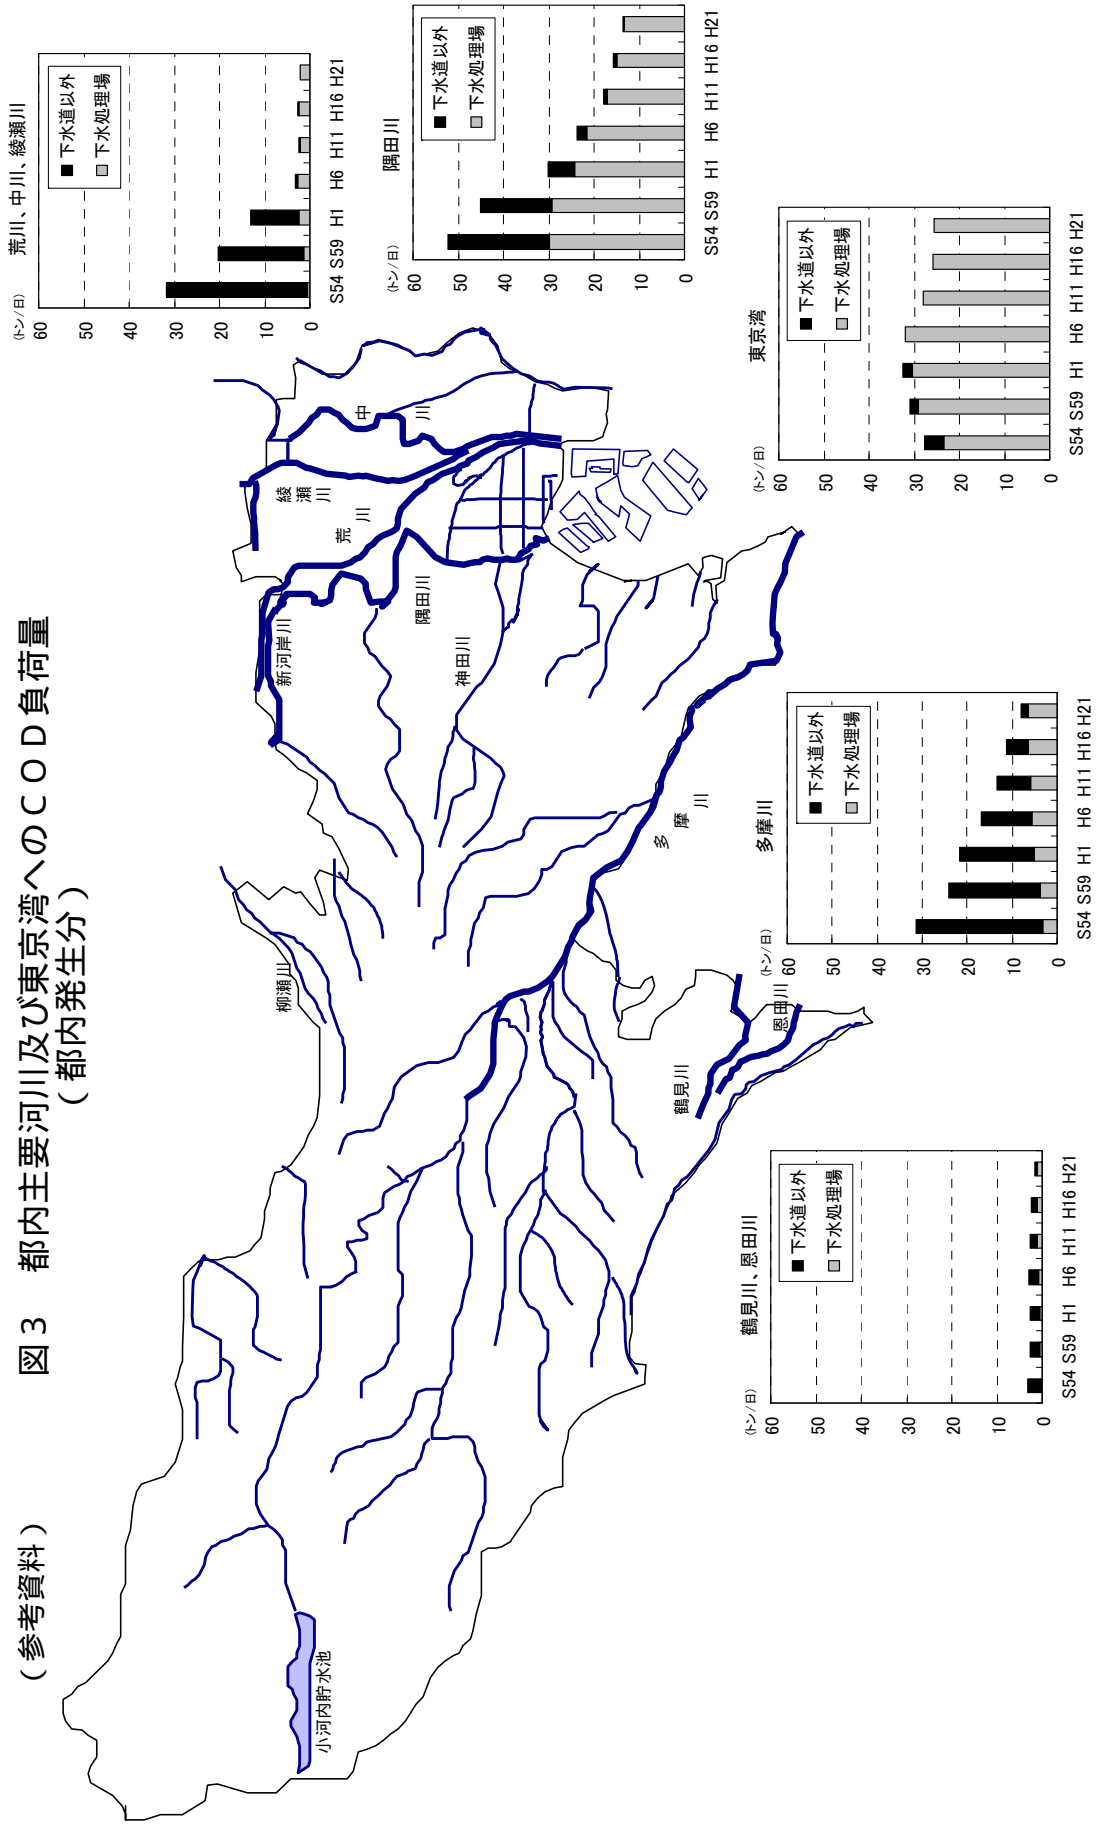 (参考資料)
図3 都内主要河川及び東京湾へのCOD負荷量
(都内発生分)
荒川、中川、綾瀬川
(トン/日)
60
50
40
30
20
10
0
下水道以外
下水処理場
S54 S59 H1 H6 H11 H16 H21
隅田川
(トン/日)
60
50
40
30
20
10
0
下水道以外
下水処理場
S54 S59 H1 H6 H11 H16 H21
東京湾
(トン/日)
60
50
40
30
20
10
0
下水道以外
下水処理場
S54 S59 H1 H6 H11 H16 H21
多摩川
(トン/日)
60
50
40
30
20
10
0
下水道以外
下水処理場
S54 S59 H1 H6 H11 H16 H21
鶴見川、恩田川
(トン/日)
60
50
40
30
20
10
0
下水道以外
下水処理場
S54 S59 H1 H6 H11 H16 H21
小河内貯水池
柳瀬川
新河岸川
綾瀬川
中川
荒川
隅田川
神田川
多摩川
鶴見川
恩田川